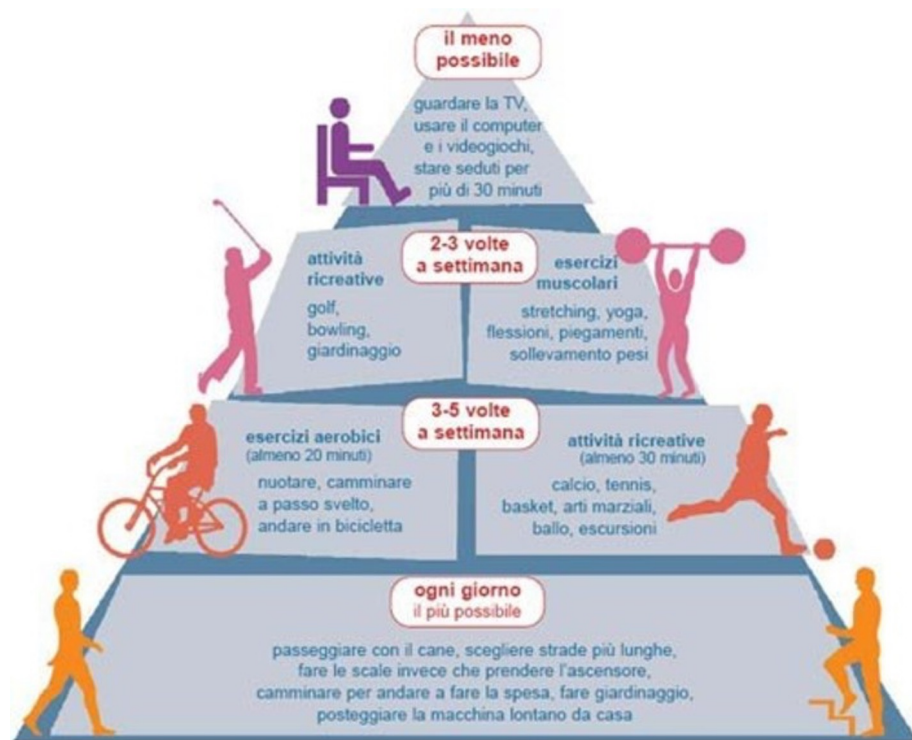 il meno
possibile
guardare la TV,
usare il computer
e i videogiochi,
stare seduti per
più di 30 minuti
2-3 volte
a settimana
attività
ricreative
golf,
bowling,
giardinaggio
esercizi
muscolari
stretching, yoga,
flessioni, piegamenti,
sollevamento pesi
3-5 volte
a settimana
esercizi aerobici
(almeno 20 minuti)
nuotare, camminare
a passo svelto,
andare in bicicletta
attività ricreative
(almeno 30 minuti)
calcio, tennis,
basket, arti marziali,
ballo, escursioni
ogni giorno
il più possibile
passeggiare con il cane, scegliere strade più lunghe,
fare le scale invece che prendere l'ascensore,
camminare per andare a fare la spesa, fare giardinaggio,
posteggiare la macchina lontano da casa